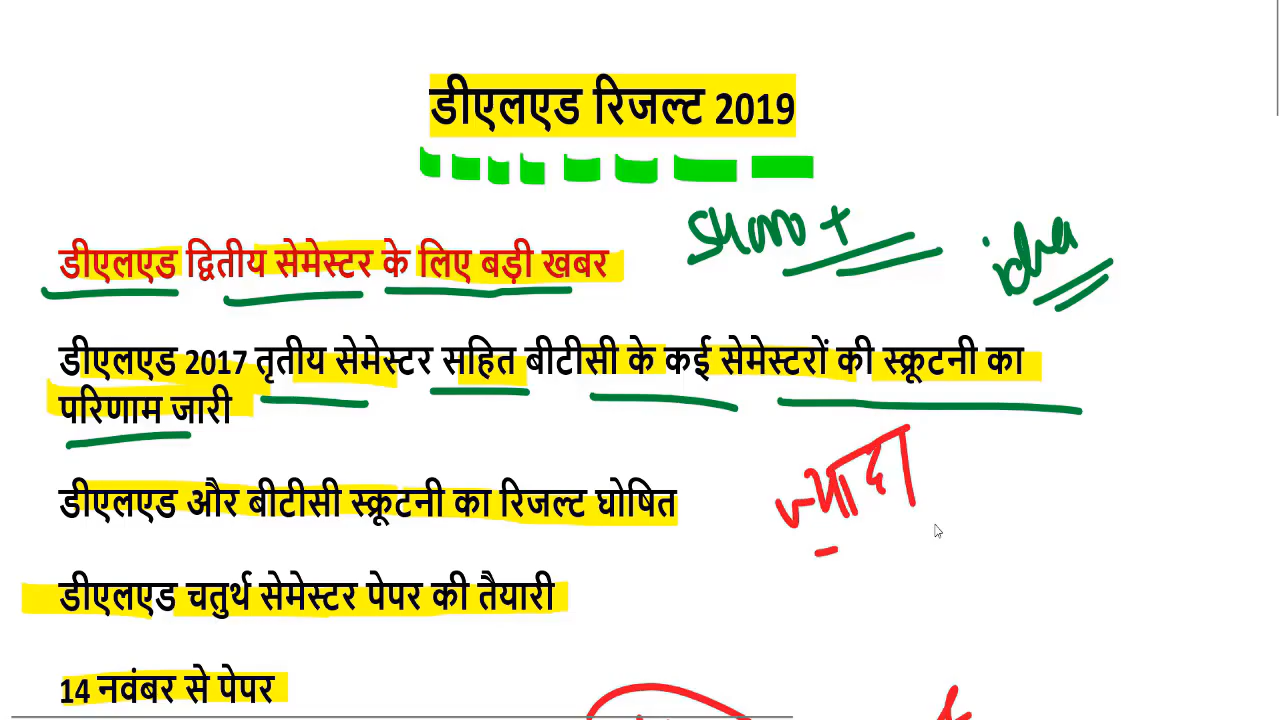 डीएलएड रिजल्ट 2019
डीएलएड द्वितीय सेमेस्टर के लिए बड़ी खबर
डीएलएड 2017 तृतीय सेमेस्टर सहित बीटीसी के कई सेमेस्टरों की स्क्रूटनी का
परिणाम जारी
डीएलएड और बीटीसी स्क्रूटनी का रिजल्ट घोषित
ज्यादा
डीएलएड चतुर्थ सेमेस्टर पेपर की तैयारी
14 नवंबर से पेपर